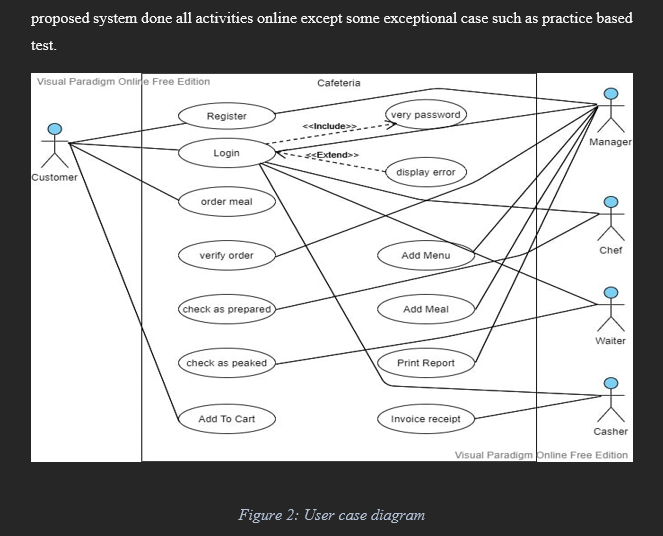 proposed system done all activities online except some exceptional case such as practice based
test.
Visual Paradigm Online Free Edition
Cafeteria
Register
very password
<<Include>>
Manager
Login
<<Extend>>
Customer
display error
order meal
verify order
Add Menu
Chef
check as prepared
Add Meal
Waiter
check as peaked
Print Report
Add To Cart
Invoice receipt
Casher
Visual Paradigm Online Free Edition
Figure 2: User case diagram